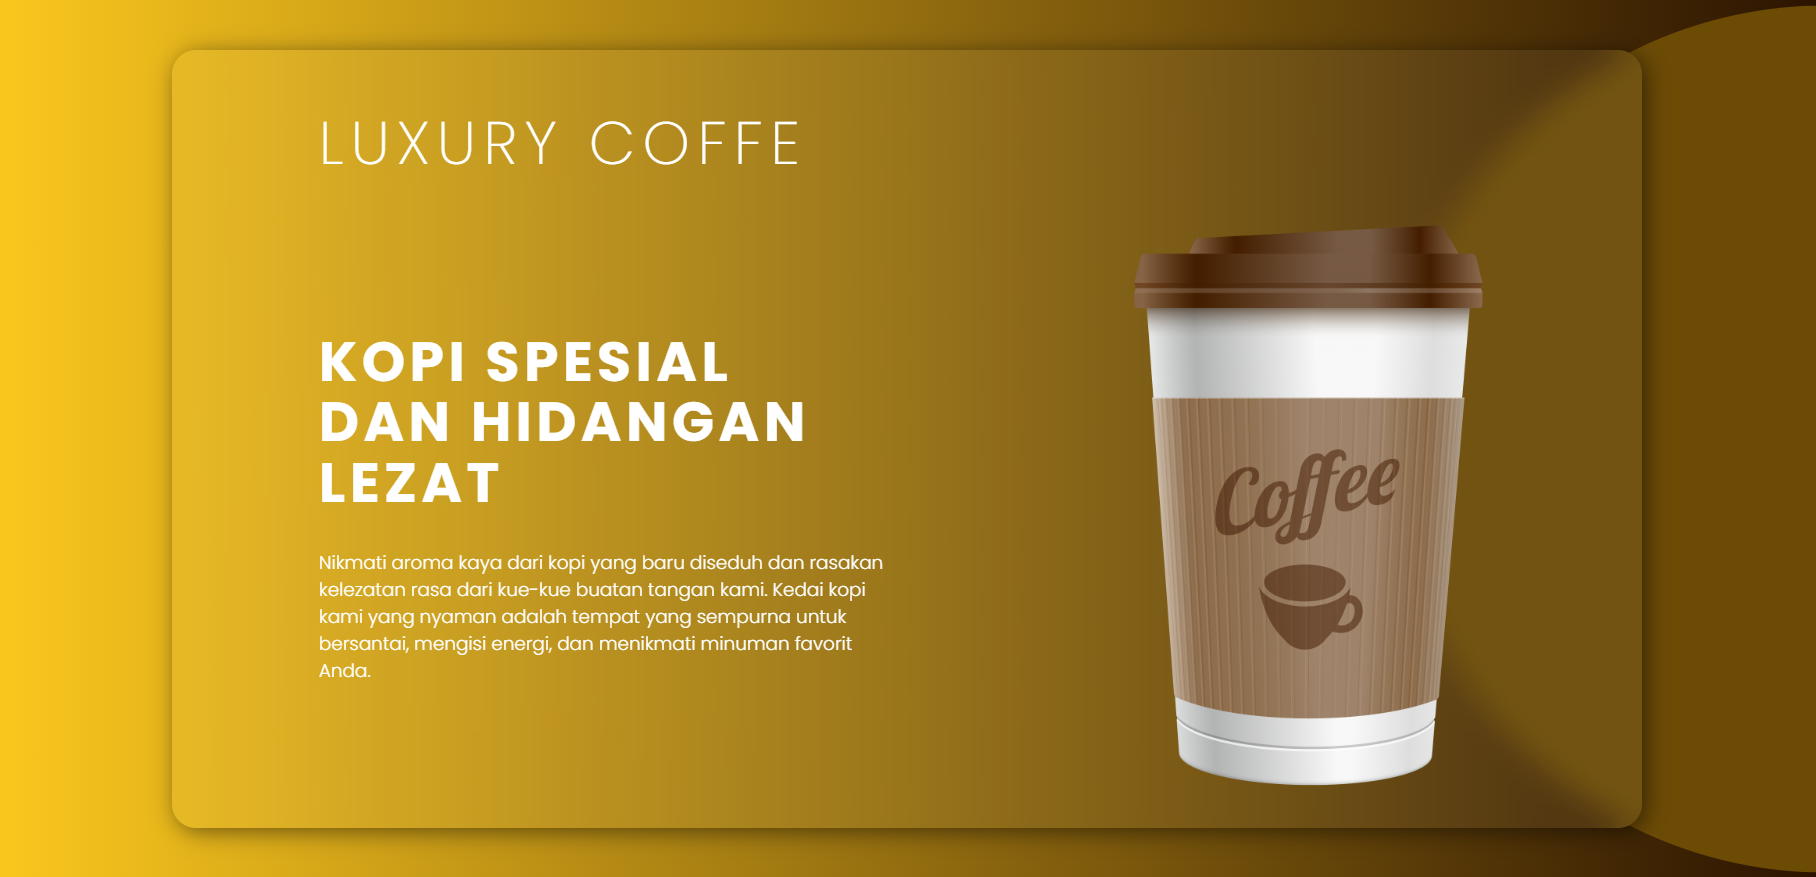 LUXURY COFFE
KOPI SPESIAL
DAN HIDANGAN
LEZAT
Nikmati aroma kaya dari kopi yang baru diseduh dan rasakan
kelezatan rasa dari kue-kue buatan tangan kami. Kedai kopi
kami yang nyaman adalah tempat yang sempurna untuk
bersantai, mengisi energi, dan menikmati minuman favorit
Anda.
Coffee